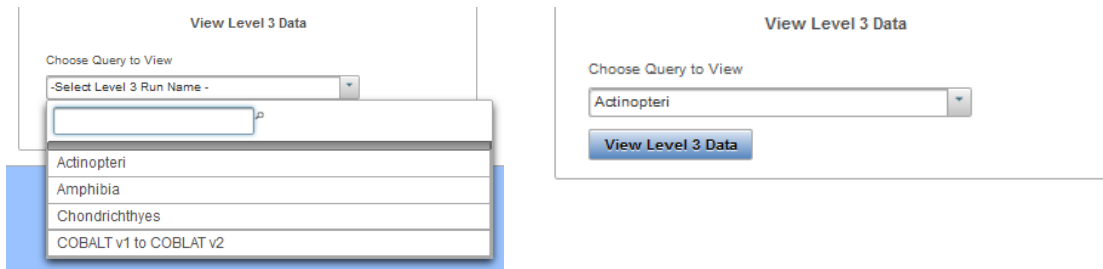 View Level 3 Data
Choose Query to View
-Select Level 3 Run Name -
Actinopteri
Amphibia
Chondrichthyes
COBALT v1 to COBLAT v2
View Level 3 Data
Choose Query to View
Actinopteri
View Level 3 Data